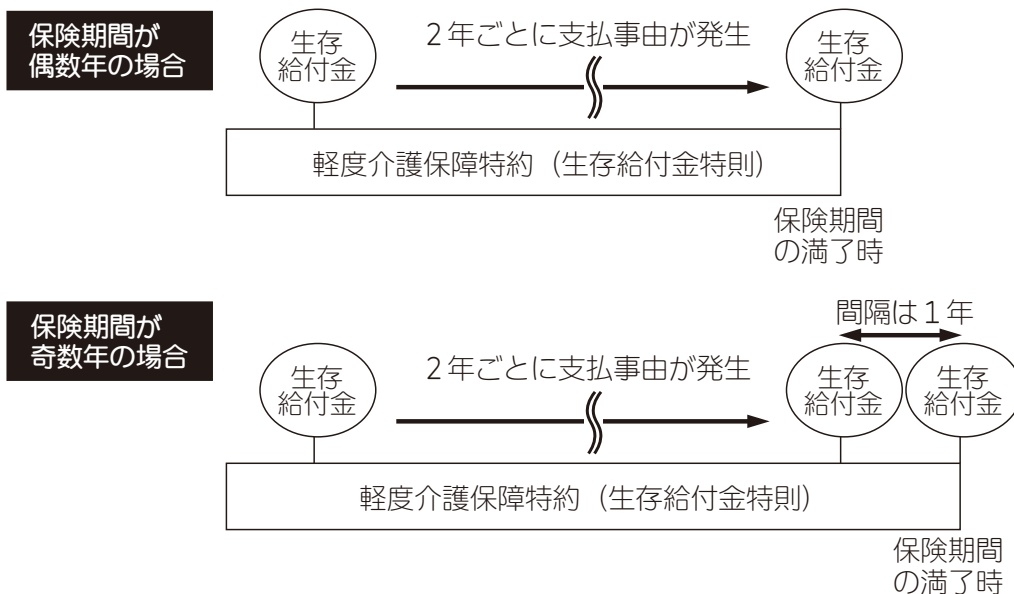 保険期間が
偶数年の場合
生存
給付金
2年ごとに支払事由が発生
生存
給付金
軽度介護保障特約（生存給付金特則）
保険期間
の満了時
保険期間が
奇数年の場合
間隔は1年
生存
給付金
2年ごとに支払事由が発生
生存
給付金
生存
給付金
軽度介護保障特約（生存給付金特則）
保険期間
の満了時